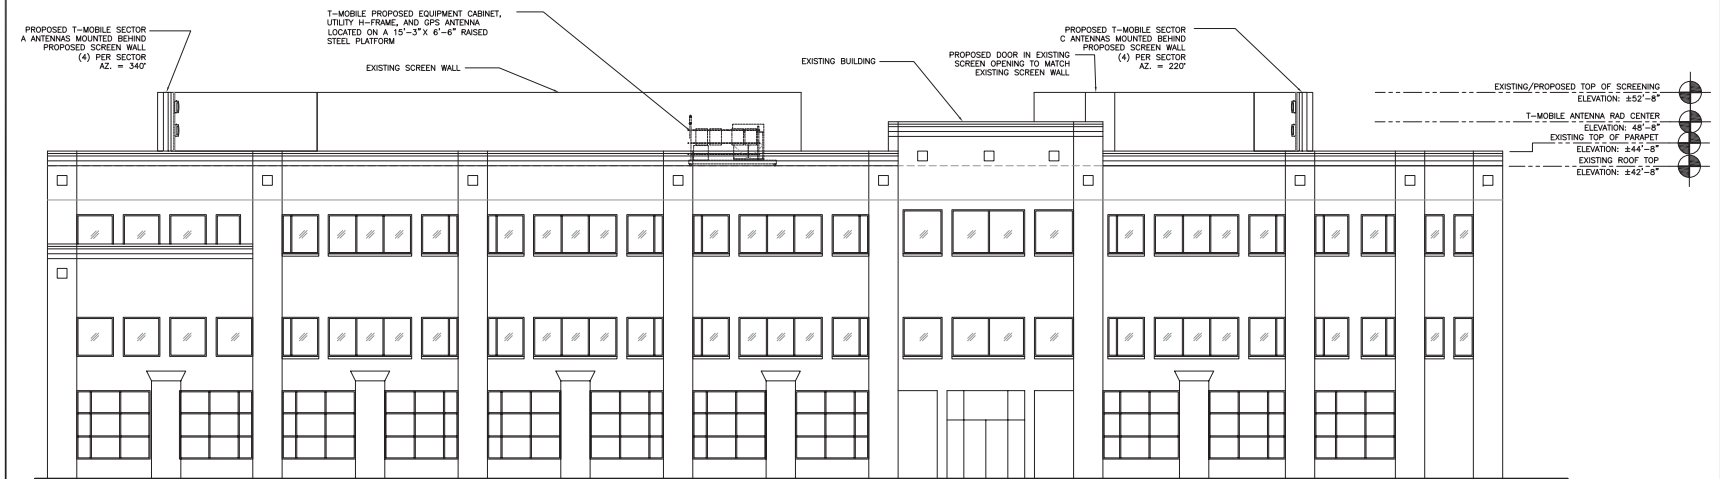 PROPOSED T-MOBILE SECTOR
A ANTENNAS MOUNTED BEHIND
PROPOSED SCREEN WALL
(4) PER SECTOR
AZ. = 340°
T-MOBILE PROPOSED EQUIPMENT CABINET,
UTILITY H-FRAME, AND GPS ANTENNA
LOCATED ON A 15'-3"X 6'-6" RAISED
STEEL PLATFORM
EXISTING SCREEN WALL
EXISTING BUILDING
PROPOSED DOOR IN EXISTING
SCREEN OPENING TO MATCH
EXISTING SCREEN WALL
PROPOSED T-MOBILE SECTOR
C ANTENNAS MOUNTED BEHIND
PROPOSED SCREEN WALL
(4) PER SECTOR
AZ. = 220°
EXISTING/PROPOSED TOP OF SCREENING
ELEVATION: ±52'-8"
T-MOBILE ANTENNA RAD CENTER
ELEVATION: 48'-8"
EXISTING TOP OF PARAPET
ELEVATION: ±44'-8"
EXISTING ROOF TOP
ELEVATION: ±42'-8"